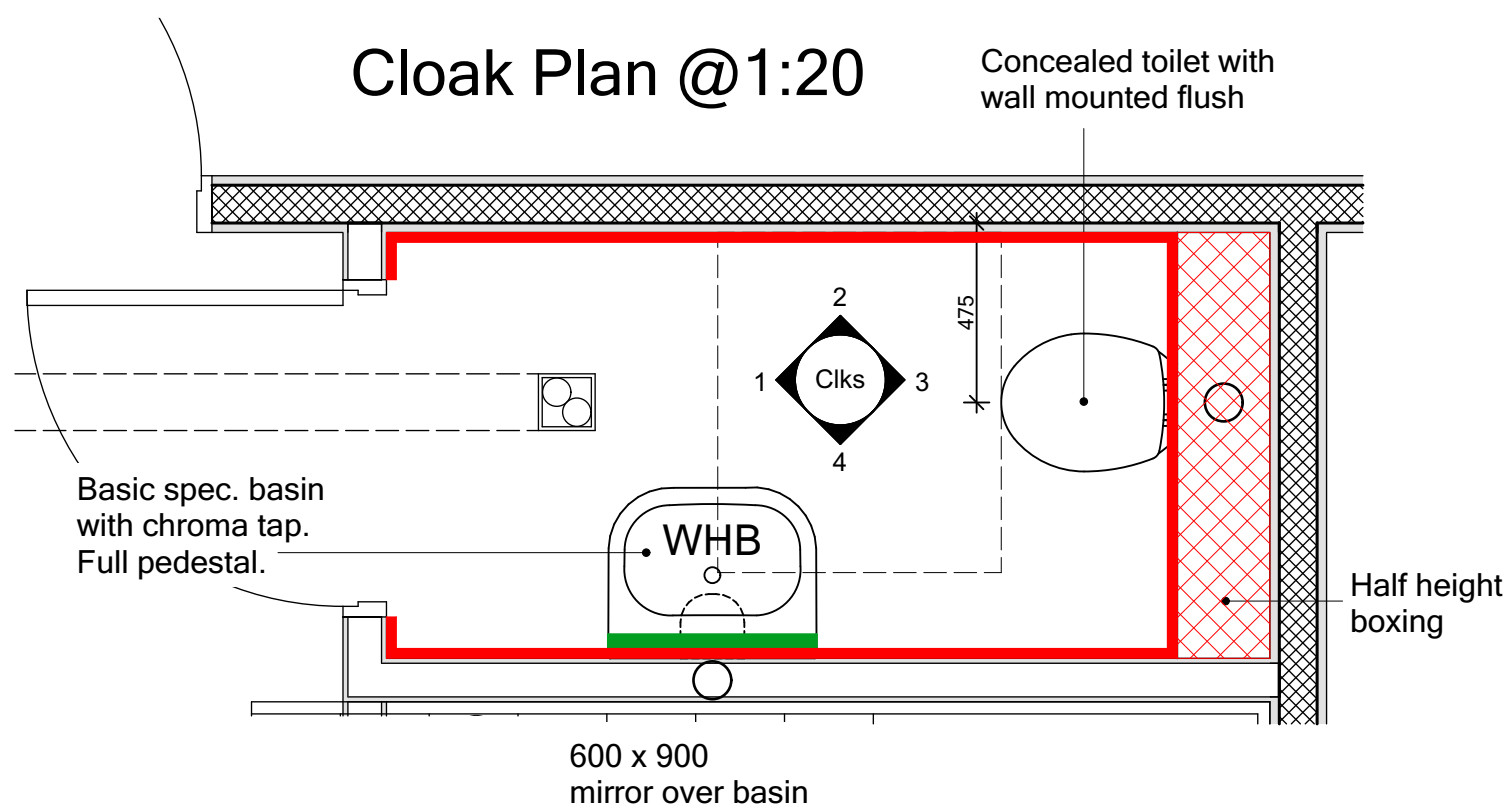 Cloak Plan @1:20
Concealed toilet with
wall mounted flush
475
2
1
Clks
3
4
Basic spec. basin
with chroma tap.
Full pedestal.
WHB
Half height
boxing
600 x 900
mirror over basin